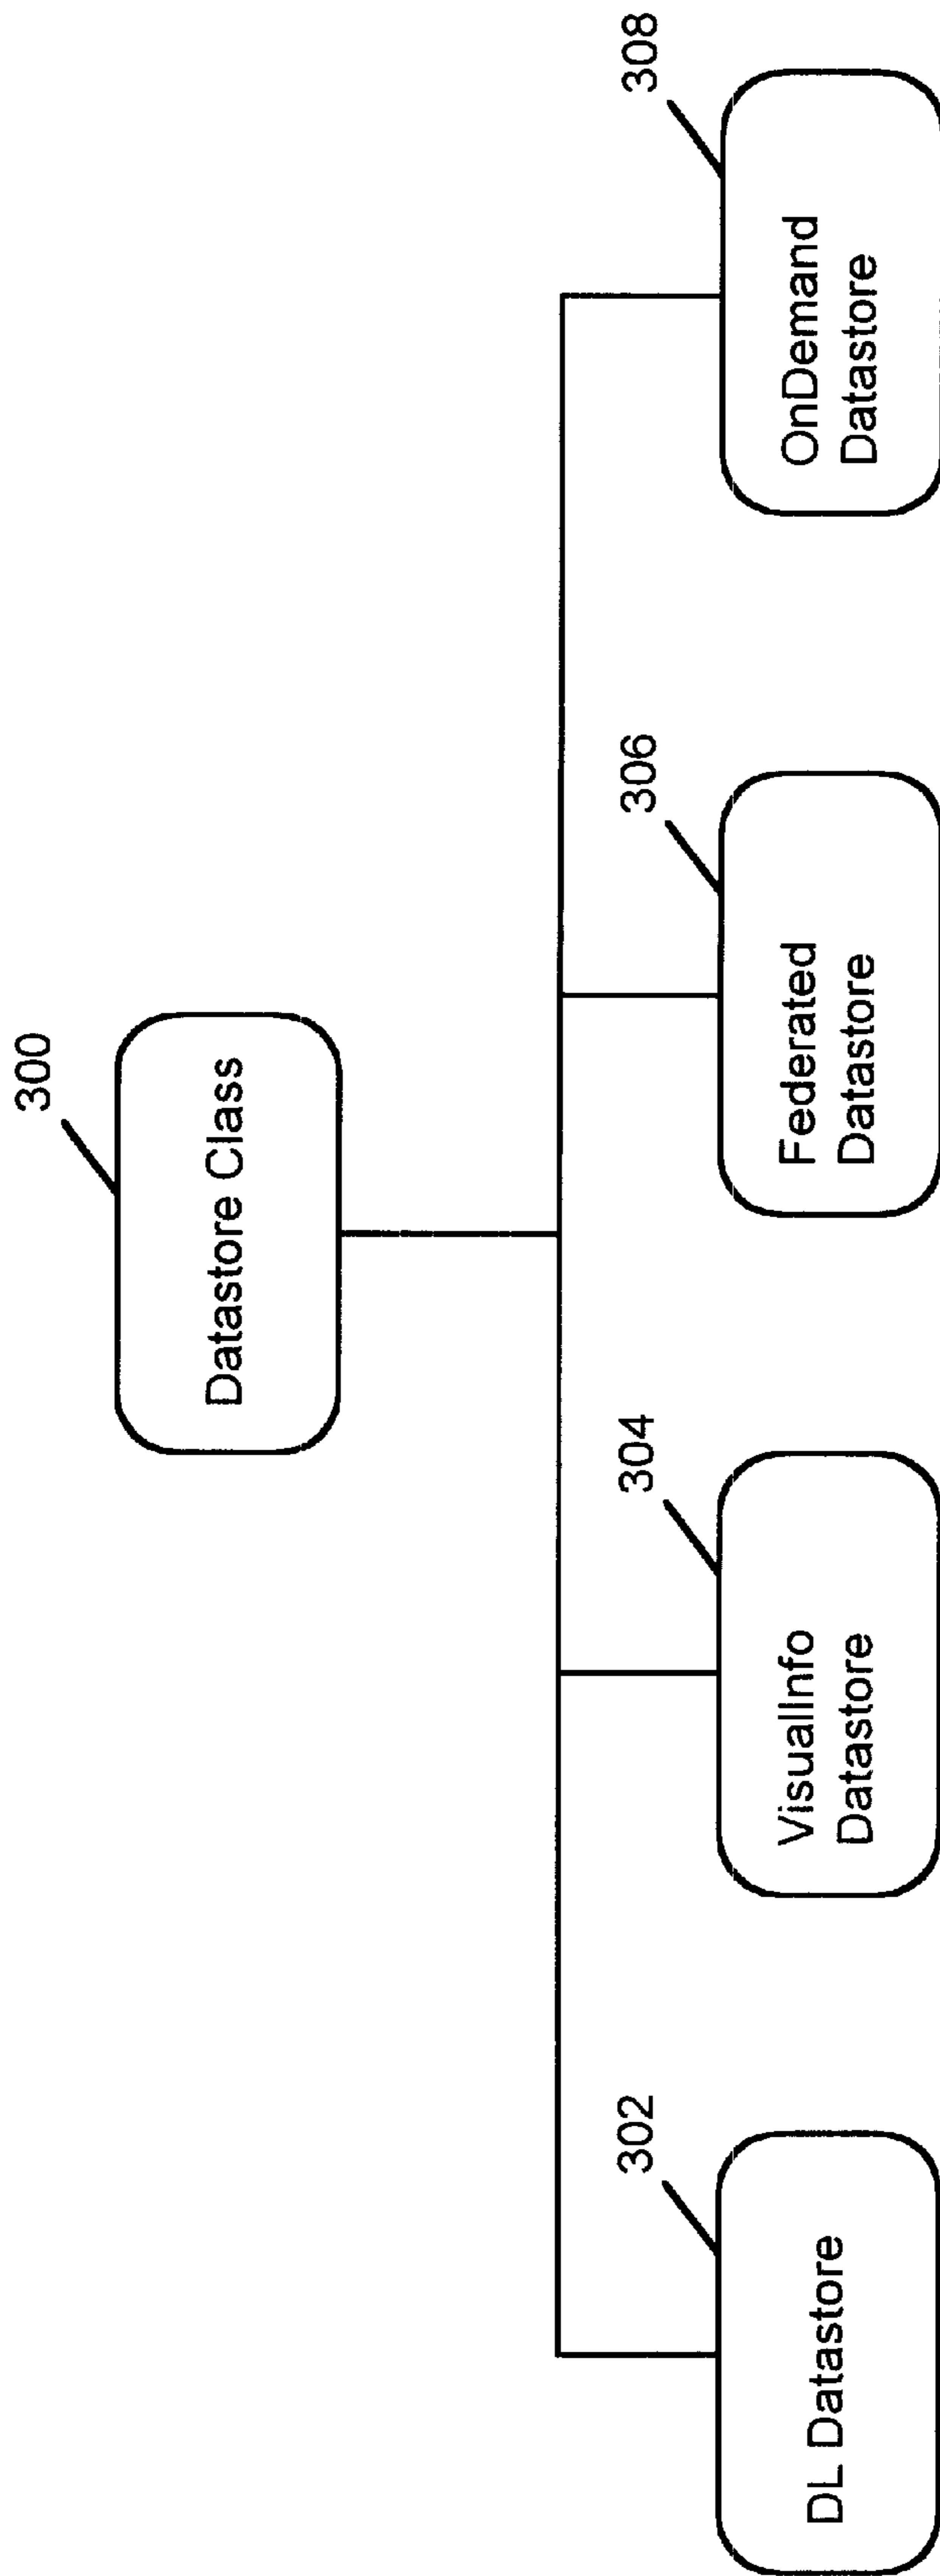 300
Datastore Class
302
DL Datastore
304
VisualInfo
Datastore
306
Federated
Datastore
308
OnDemand
Datastore